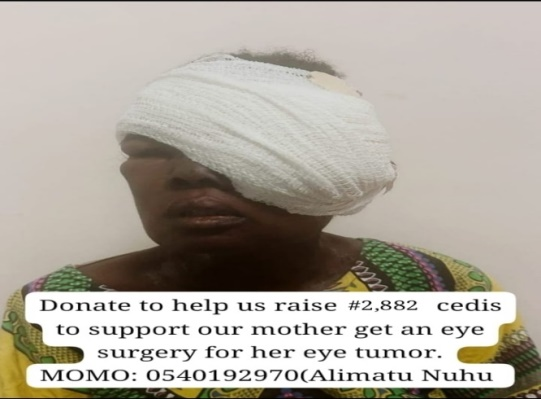 Donate to help us raise #2,882 cedis
to support our mother get an eye
surgery for her eye tumor.
MOMO: 0540192970(Alimatu Nuhu